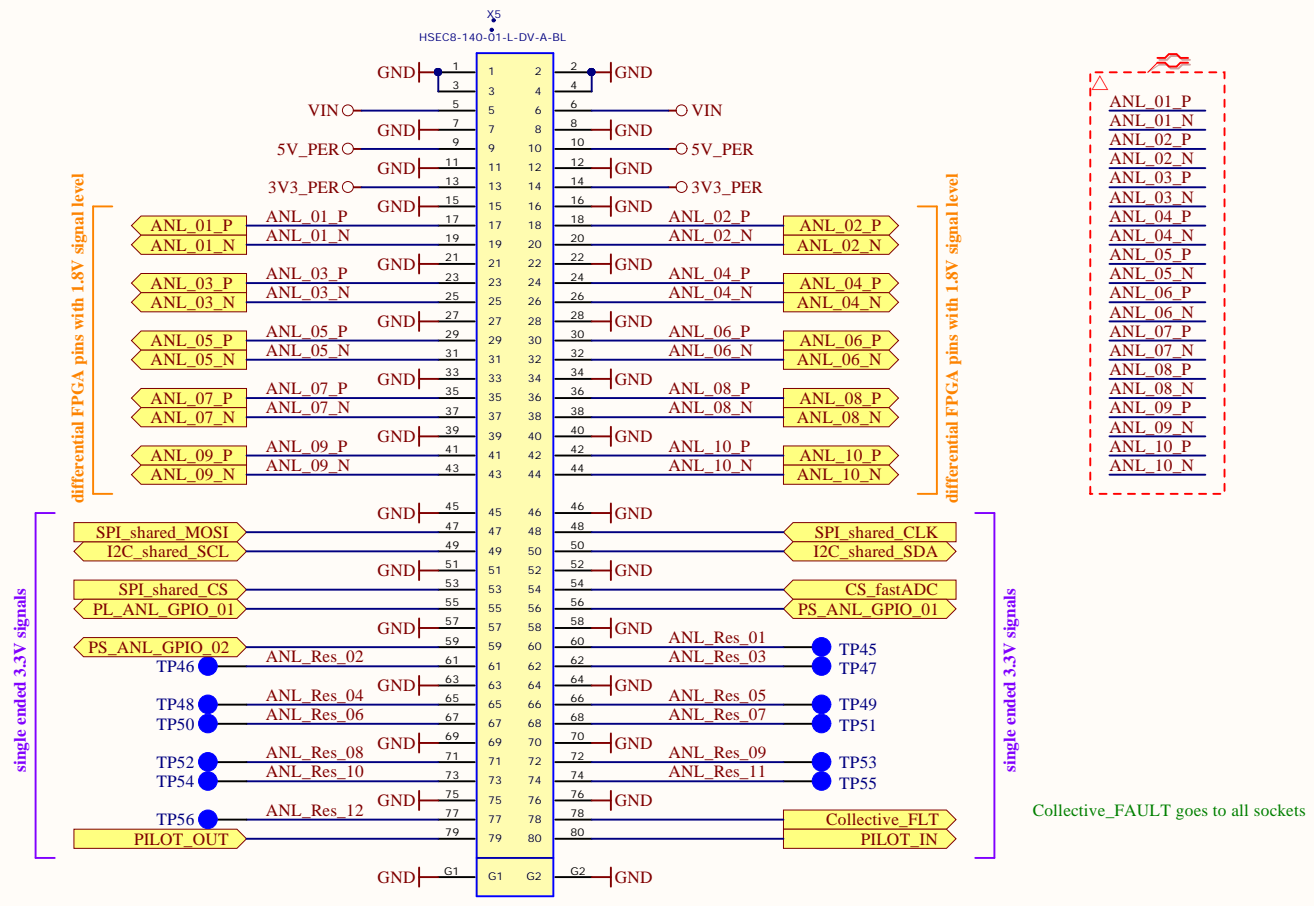 X5
HSEC8-140-01-L-DV-A-BL
GND 1 1 2 2 GND
3 3 4 4
VIN 5 5 6 6 VIN
GND 7 7 8 8 GND
5V_PER 9 9 10 10 5V_PER
GND 11 11 12 12 GND
3V3_PER 13 13 14 14 3V3_PER
GND 15 15 16 16 GND
ANL_01_P ANL_01_P 17 17 18 18 ANL_02_P ANL_02_P
ANL_01_N ANL_01_N 19 19 20 20 ANL_02_N ANL_02_N
GND 21 21 22 22 GND
ANL_03_P ANL_03_P 23 23 24 24 ANL_04_P ANL_04_P
ANL_03_N ANL_03_N 25 25 26 26 ANL_04_N ANL_04_N
GND 27 27 28 28 GND
ANL_05_P ANL_05_P 29 29 30 30 ANL_06_P ANL_06_P
ANL_05_N ANL_05_N 31 31 32 32 ANL_06_N ANL_06_N
GND 33 33 34 34 GND
ANL_07_P ANL_07_P 35 35 36 36 ANL_08_P ANL_08_P
ANL_07_N ANL_07_N 37 37 38 38 ANL_08_N ANL_08_N
GND 39 39 40 40 GND
ANL_09_P ANL_09_P 41 41 42 42 ANL_10_P ANL_10_P
ANL_09_N ANL_09_N 43 43 44 44 ANL_10_N ANL_10_N
GND 45 45 46 46 GND
SPI_shared_MOSI 47 47 48 48 SPI_shared_CLK
I2C_shared_SCL 49 49 50 50 I2C_shared_SDA
GND 51 51 52 52 GND
SPI_shared_CS 53 53 54 54 CS_fastADC
PL_ANL_GPIO_01 55 55 56 56 PS_ANL_GPIO_01
GND 57 57 58 58 GND
PS_ANL_GPIO_02 59 59 60 60 ANL_Res_01 TP45
TP46 ANL_Res_02 61 61 62 62 ANL_Res_03 TP47
GND 63 63 64 64 GND
TP48 ANL_Res_04 65 65 66 66 ANL_Res_05 TP49
TP50 ANL_Res_06 67 67 68 68 ANL_Res_07 TP51
GND 69 69 70 70 GND
TP52 ANL_Res_08 71 71 72 72 ANL_Res_09 TP53
TP54 ANL_Res_10 73 73 74 74 ANL_Res_11 TP55
GND 75 75 76 76 GND
TP56 ANL_Res_12 77 77 78 78 Collective_FLT
PILOT_OUT 79 79 80 80 PILOT_IN
GND G1 G1 G2 G2 GND
differential FPGA pins with 1.8V signal level
differential FPGA pins with 1.8V signal level
single ended 3.3V signals
single ended 3.3V signals
ANL_01_P
ANL_01_N
ANL_02_P
ANL_02_N
ANL_03_P
ANL_03_N
ANL_04_P
ANL_04_N
ANL_05_P
ANL_05_N
ANL_06_P
ANL_06_N
ANL_07_P
ANL_07_N
ANL_08_P
ANL_08_N
ANL_09_P
ANL_09_N
ANL_10_P
ANL_10_N
Collective_FAULT goes to all sockets